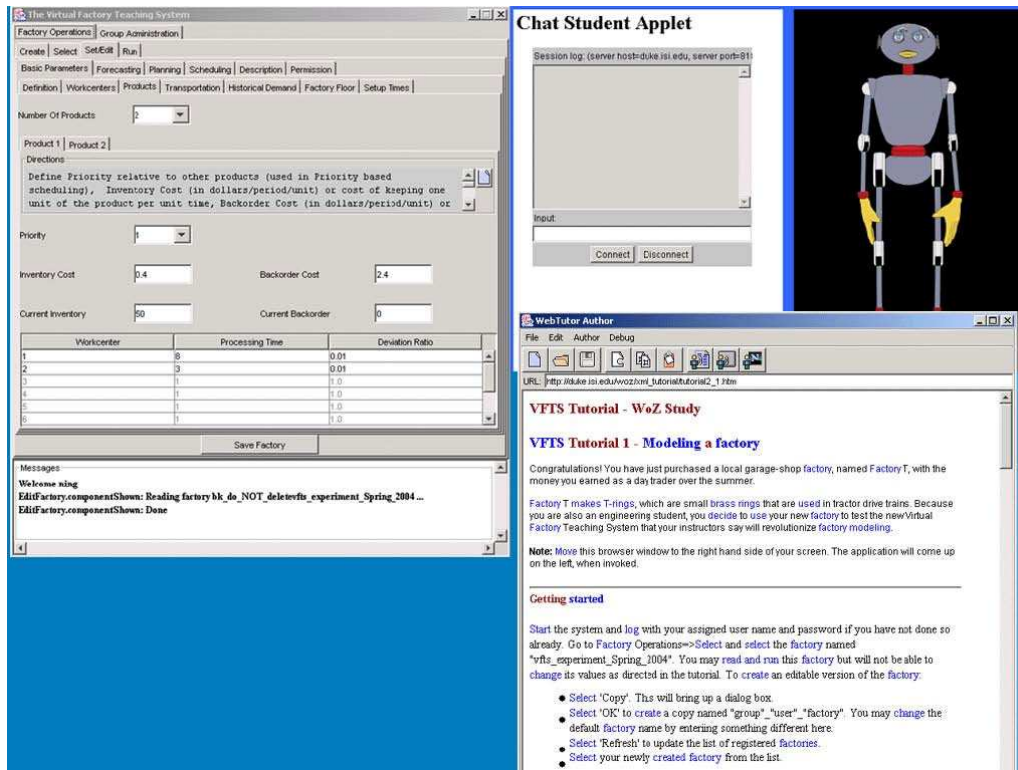 The Virtual Factory Teaching System
Factory Operations Group Administration
Create Select Set/Edit Run
Basic Parameters Forecasting Planning Scheduling Description Permission
Definition Workcenters Products Transportation Historical Demand Factory Floor Setup Times
Number Of Products 2
Product 1 Product 2
Directions
Define Priority relative to other products (used in Priority based
scheduling), Inventory Cost (in dollars/period/unit) or cost of keeping one
unit of the product per unit time, Backorder Cost (in dollars/period/unit) or
Priority 1
Inventory Cost 0.4 Backorder Cost 2.4
Current Inventory 50 Current Backorder 0
Workcenter Processing Time Deviation Ratio
1 8 0.01
2 3 0.01
3 1 1.0
4 1 1.0
5 1 1.0
6 1 1.0
Save Factory
Messages
Welcome ning
EditFactory.componentShown: Reading factory bk_do_NOT_deletevfts_experiment_Spring_2004 ...
EditFactory.componentShown: Done
Chat Student Applet
Session log: (server host=duke.isi.edu, server port=81
Input:
Connect Disconnect
WebTutor Author
File Edit Author Debug
URL: http://duke.isi.edu/woz/xml_tutorial/tutorial2_1.htm
VFTS Tutorial - WoZ Study
VFTS Tutorial 1 - Modeling a factory
Congratulations! You have just purchased a local garage-shop factory, named Factory T, with the
money you earned as a day trader over the summer.
Factory T makes T-rings, which are small brass rings that are used in tractor drive trains. Because
you are also an engineering student, you decide to use your new factory to test the new Virtual
Factory Teaching System that your instructors say will revolutionize factory modeling.
Note: Move this browser window to the right hand side of your screen. The application will come up
on the left, when invoked.
Getting started
Start the system and log with your assigned user name and password if you have not done so
already. Go to Factory Operations=>Select and select the factory named
"vfts_experiment_Spring_2004". You may read and run this factory but will not be able to
change its values as directed in the tutorial. To create an editable version of the factory:
Select 'Copy'. This will bring up a dialog box.
Select 'OK' to create a copy named "group"_"user"_"factory". You may change the
default factory name by entering something different here.
Select 'Refresh' to update the list of registered factories.
Select your newly created factory from the list.